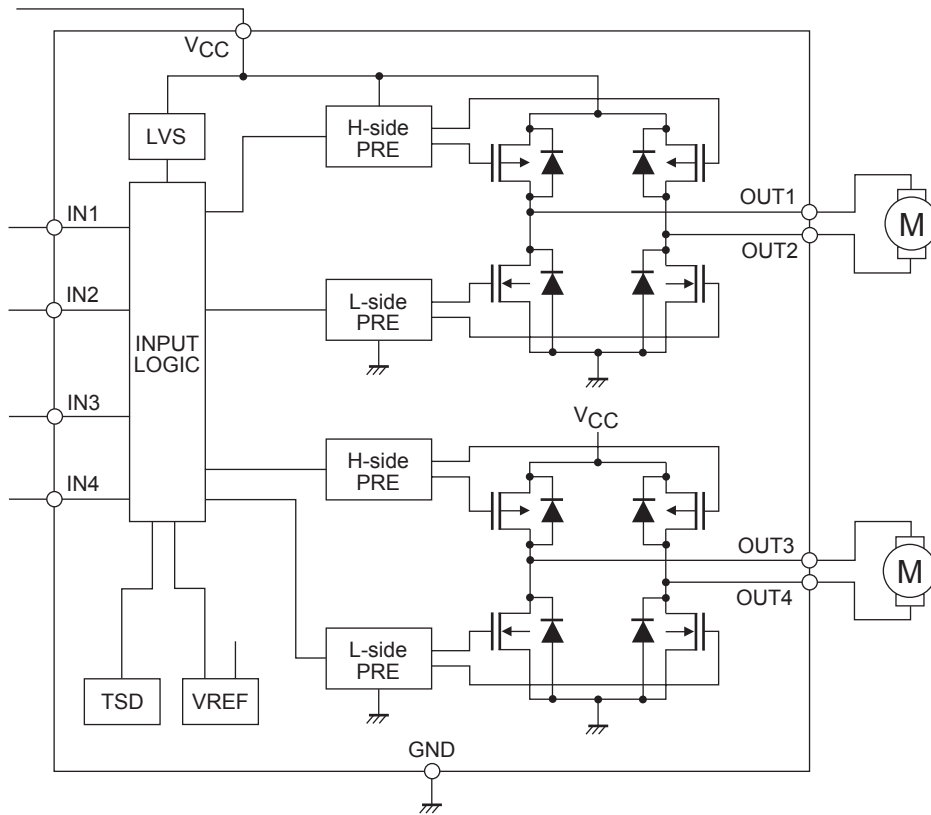 VCC
LVS
H-side
PRE
IN1
OUT1
M
OUT2
IN2
L-side
PRE
INPUT
LOGIC
IN3
VCC
H-side
PRE
IN4
OUT3
M
OUT4
L-side
PRE
TSD
VREF
GND